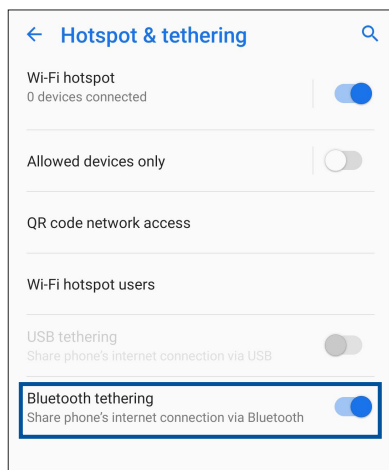 Hotspot & tethering
Wi-Fi hotspot
0 devices connected
Allowed devices only
QR code network access
Wi-Fi hotspot users
USB tethering
Share phone's internet connection via USB
Bluetooth tethering
Share phone's internet connection via Bluetooth